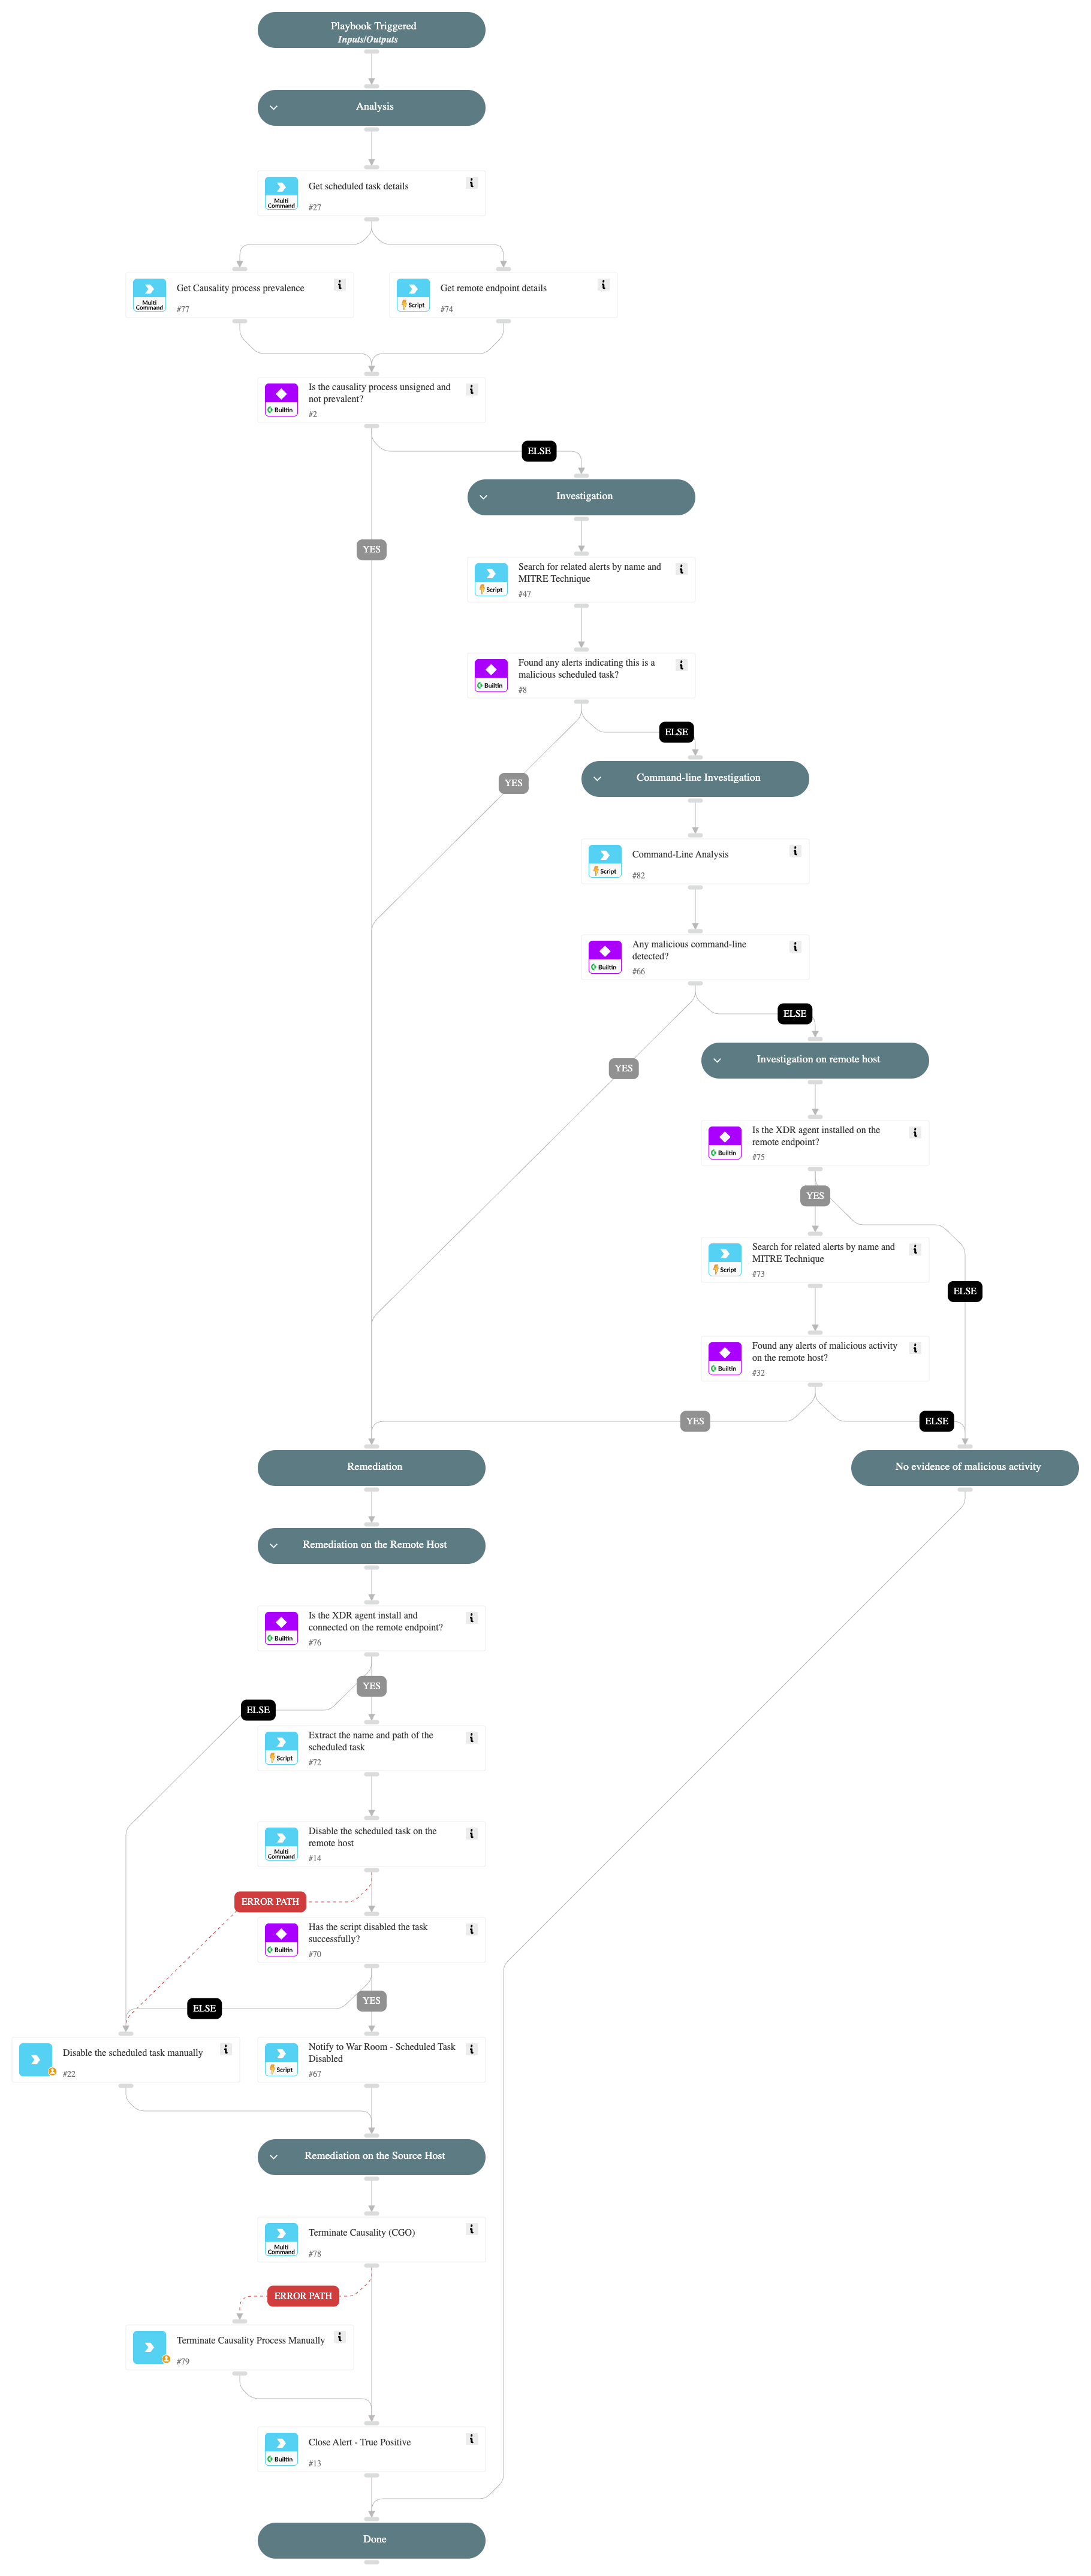 Playbook Triggered
Inputs/Outputs
Analysis
Multi
Command
Get scheduled task details
#27
i
Multi
Command
Get Causality process prevalence
#77
i
Script
Get remote endpoint details
#74
i
Builtin
Is the causality process unsigned and
not prevalent?
#2
i
ELSE
Investigation
YES
Script
Search for related alerts by name and
MITRE Technique
#47
i
Builtin
Found any alerts indicating this is a
malicious scheduled task?
#8
i
ELSE
Command-line Investigation
YES
Script
Command-Line Analysis
#82
i
Builtin
Any malicious command-line
detected?
#66
i
ELSE
Investigation on remote host
YES
Builtin
Is the XDR agent installed on the
remote endpoint?
#75
i
YES
Script
Search for related alerts by name and
MITRE Technique
#73
i
ELSE
Builtin
Found any alerts of malicious activity
on the remote host?
#32
i
YES
ELSE
Remediation
No evidence of malicious activity
Remediation on the Remote Host
Builtin
Is the XDR agent install and
connected on the remote endpoint?
#76
i
YES
ELSE
Script
Extract the name and path of the
scheduled task
#72
i
Multi
Command
Disable the scheduled task on the
remote host
#14
i
ERROR PATH
Builtin
Has the script disabled the task
successfully?
#70
i
YES
ELSE
Disable the scheduled task manually
#22
i
Script
Notify to War Room - Scheduled Task
Disabled
#67
i
Remediation on the Source Host
Multi
Command
Terminate Causality (CGO)
#78
i
ERROR PATH
Terminate Causality Process Manually
#79
i
Builtin
Close Alert - True Positive
#13
i
Done